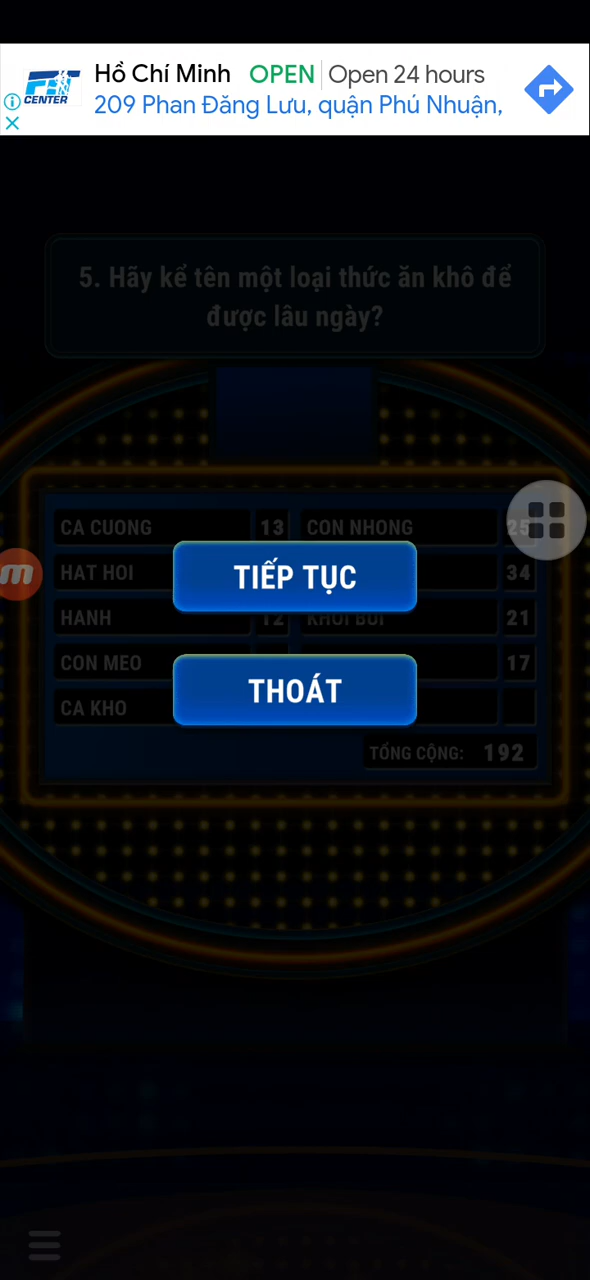 FIT
CENTER
Hồ Chí Minh OPEN Open 24 hours
209 Phan Đăng Lưu, quận Phú Nhuận,
5. Hãy kể tên một loại thức ăn khô để
được lâu ngày?
CA CUONG 13 CON NHONG 25
HAT HOI 34
TIẾP TỤC
HANH 12 KHOI BUI 21
CON MEO 17
THOÁT
CA KHO
TỔNG CỘNG: 192